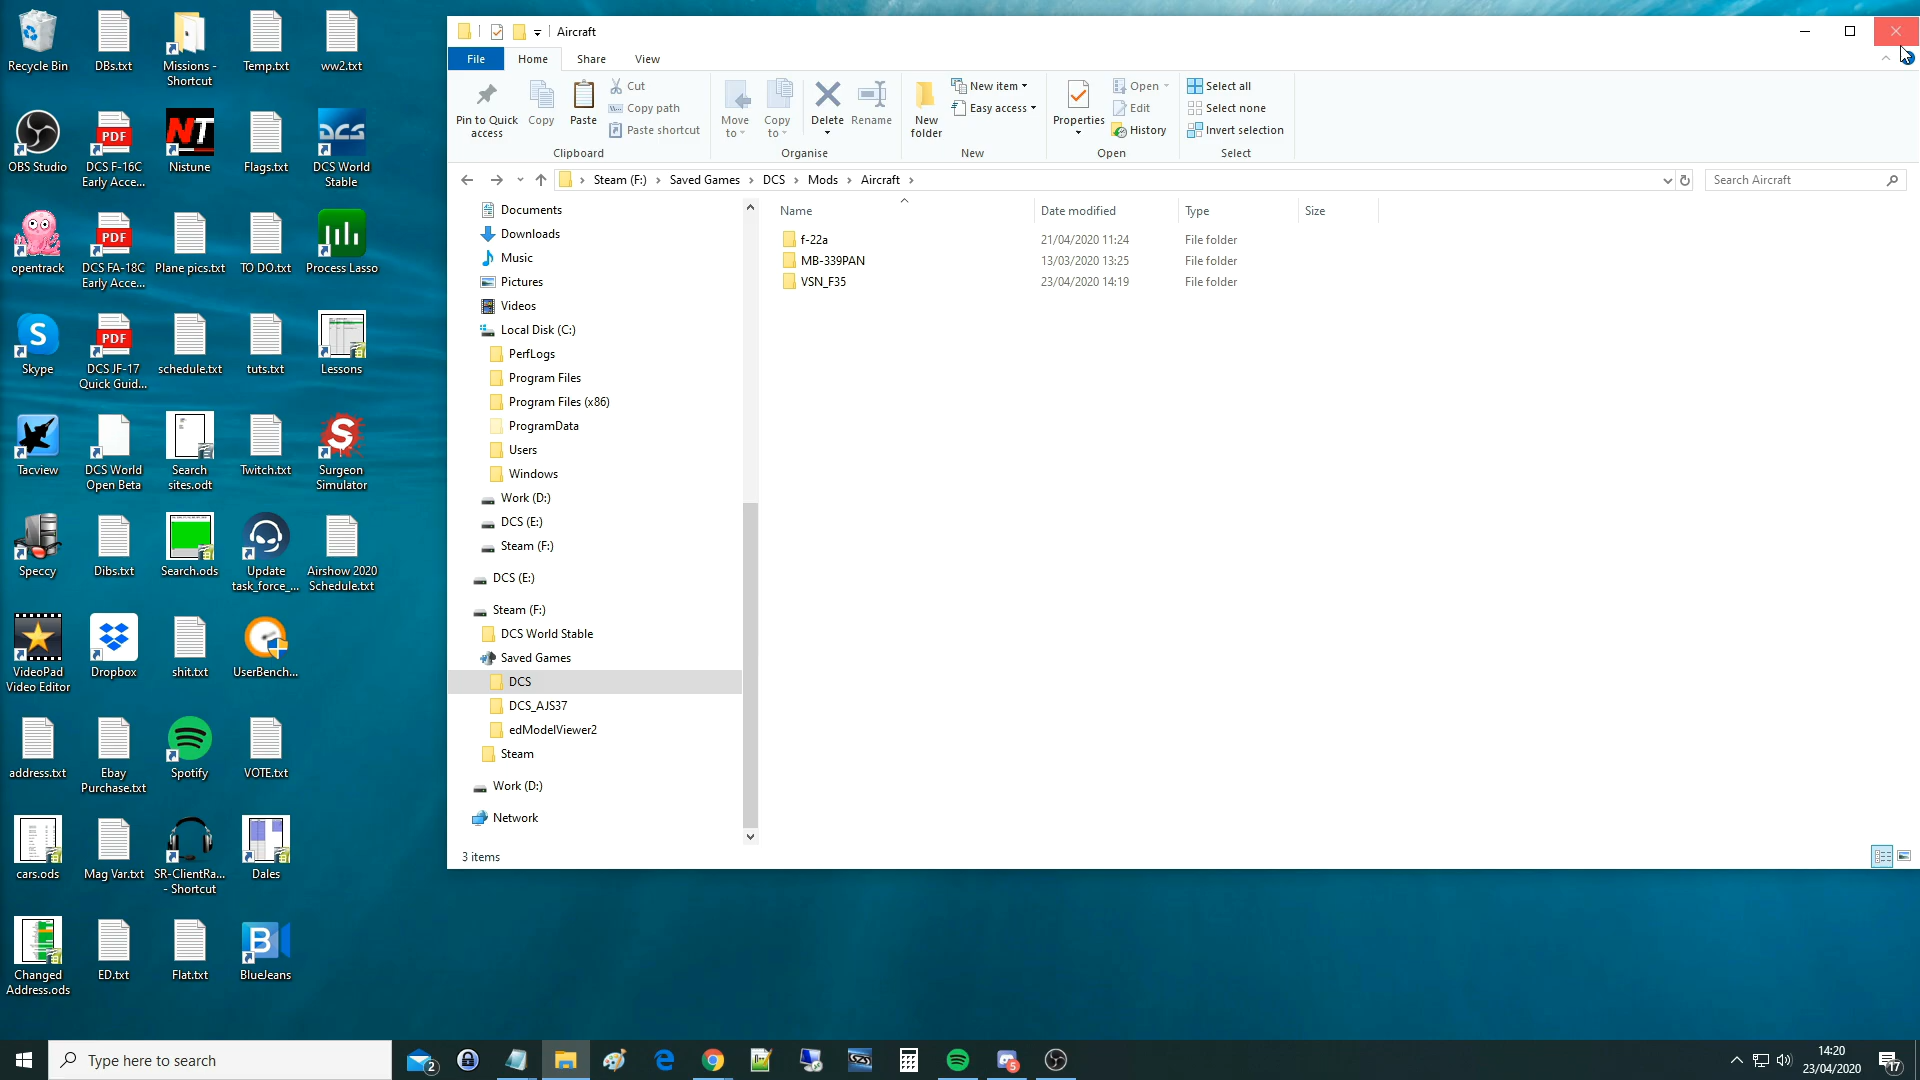 Recycle Bin
DBs.txt
Missions -
Shortcut
Temp.txt
ww2.txt
OBS Studio
DCS F-16C
Early Acce...
Nistune
Flags.txt
DCS World
Stable
opentrack
DCS FA-18C
Early Acce...
Plane pics.txt
TO DO.txt
Process Lasso
Skype
DCS JF-17
Quick Guid...
schedule.txt
tuts.txt
Lessons
Tacview
DCS World
Open Beta
Search
sites.odt
Twitch.txt
Surgeon
Simulator
Speccy
Dibs.txt
Search.ods
Update
task_force_...
Airshow 2020
Schedule.txt
VideoPad
Video Editor
Dropbox
shit.txt
UserBench...
address.txt
Ebay
Purchase.txt
Spotify
VOTE.txt
cars.ods
Mag Var.txt
SR-ClientRa...
- Shortcut
Dales
Changed
Address.ods
ED.txt
Flat.txt
BlueJeans
PDF
PDF
PDF
NT
DCS
S
S
B
Aircraft
File
Home
Share
View
Pin to Quick
access
Copy
Paste
Cut
Copy path
Paste shortcut
Clipboard
Move
to
Copy
to
Delete
Rename
Organise
New
folder
New item
Easy access
New
Properties
Open
Edit
History
Open
Select all
Select none
Invert selection
Select
Steam (F:) > Saved Games > DCS > Mods > Aircraft >
Search Aircraft
Documents
Downloads
Music
Pictures
Videos
Local Disk (C:)
PerfLogs
Program Files
Program Files (x86)
ProgramData
Users
Windows
Work (D:)
DCS (E:)
Steam (F:)
DCS (E:)
Steam (F:)
DCS World Stable
Saved Games
DCS
DCS_AJS37
edModelViewer2
Steam
Work (D:)
Network
Name
Date modified
Type
Size
f-22a
21/04/2020 11:24
File folder
MB-339PAN
13/03/2020 13:25
File folder
VSN_F35
23/04/2020 14:19
File folder
3 items
Type here to search
2
5
14:20
23/04/2020
17